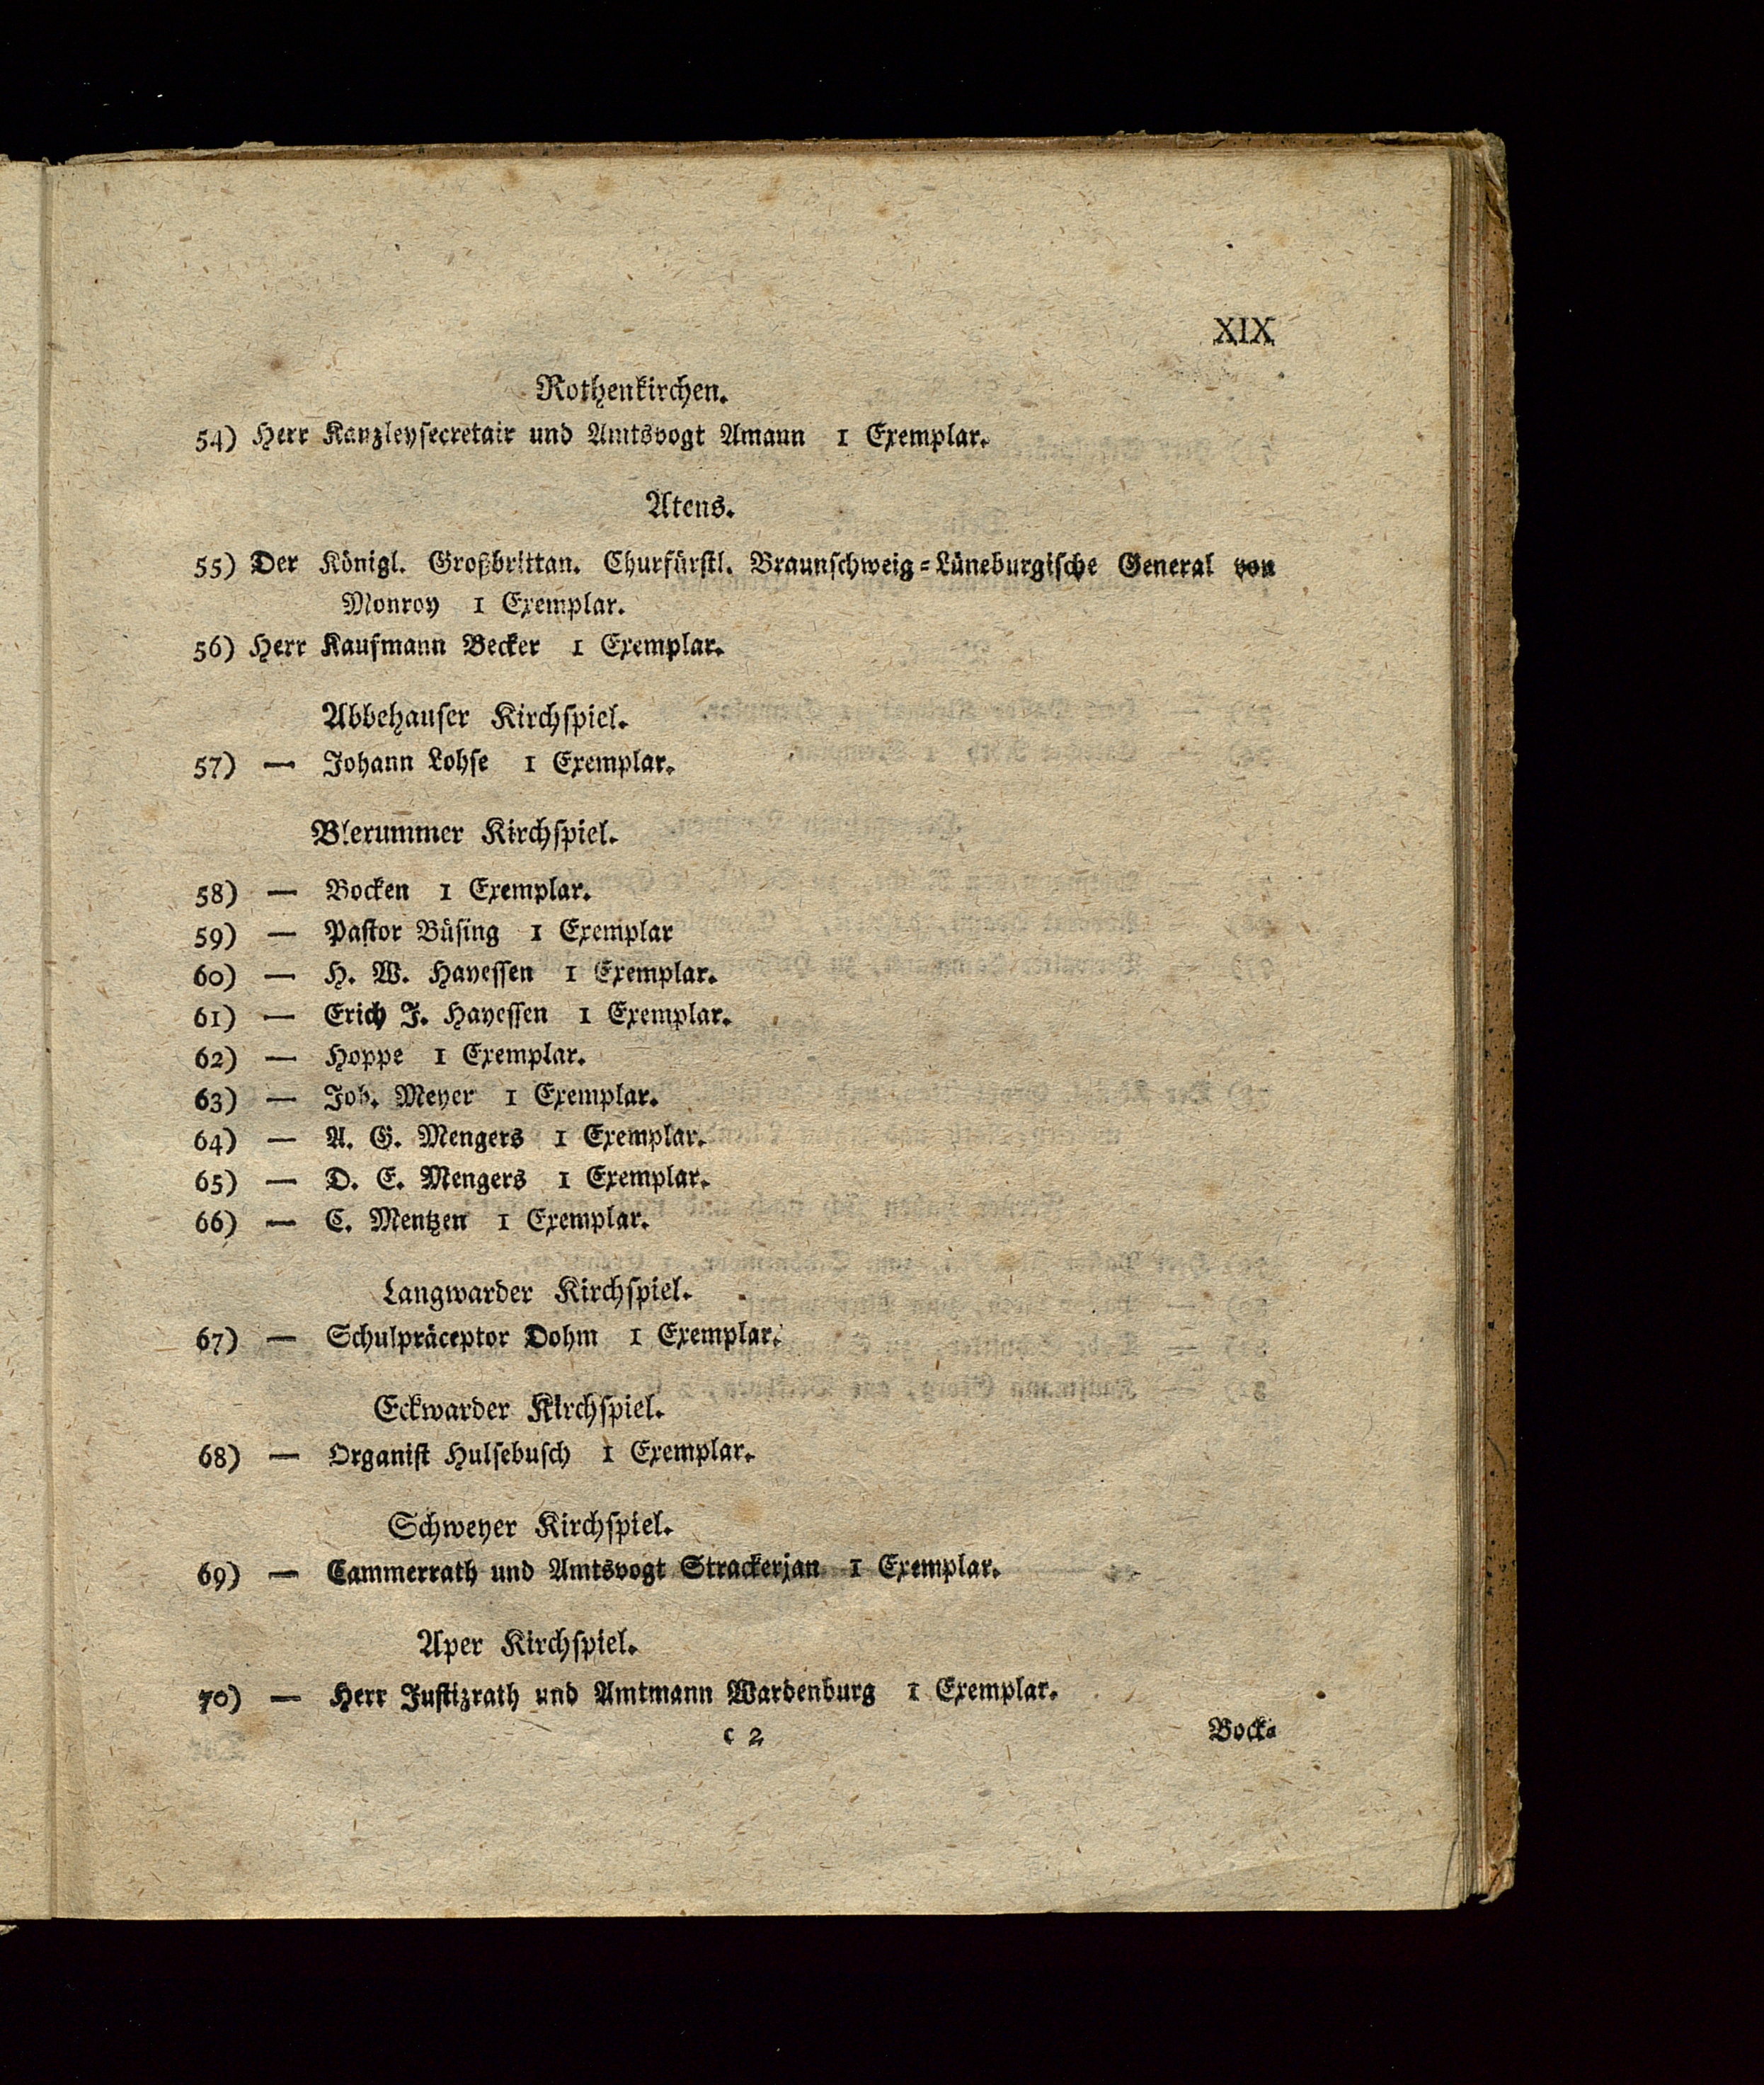 XIX
Rothenkirchen.
54) Herr Kanzleysecretair und Amtsvogt Amann 1 Exemplar.
Atens.
55) Der Königl. Großbrittan. Churfürstl. Braunschweig=Lüneburgische General von
Monroy 1 Exemplar.
56) Herr Kaufmann Becker 1 Exemplar.
Abbehauser Kirchspiel.
57) — Johann Lohse 1 Exemplar.
Blexummer Kirchspiel.
58) — Bocken 1 Exemplar.
59) — Pastor Büsing 1 Exemplar
60) — H. W. Hayessen 1 Exemplar.
61) — Erich J. Hayessen 1 Exemplar.
62) — Hoppe 1 Exemplar.
63) — Joh. Meyer 1 Exemplar.
64) — A. G. Mengers 1 Exemplar.
65) — D. E. Mengers 1 Exemplar.
66) — C. Mentzen 1 Exemplar.
Langwarder Kirchspiel.
67) — Schulpräceptor Dohm 1 Exemplar.
Eckwarder Kirchspiel.
68) — Organist Hulsebusch 1 Exemplar.
Schweyer Kirchspiel.
69) — Cammerrath und Amtsvogt Strackerjan 1 Exemplar.
Aper Kirchspiel.
70) — Herr Justizrath und Amtmann Wardenburg 1 Exemplar.
c 2 Bock=